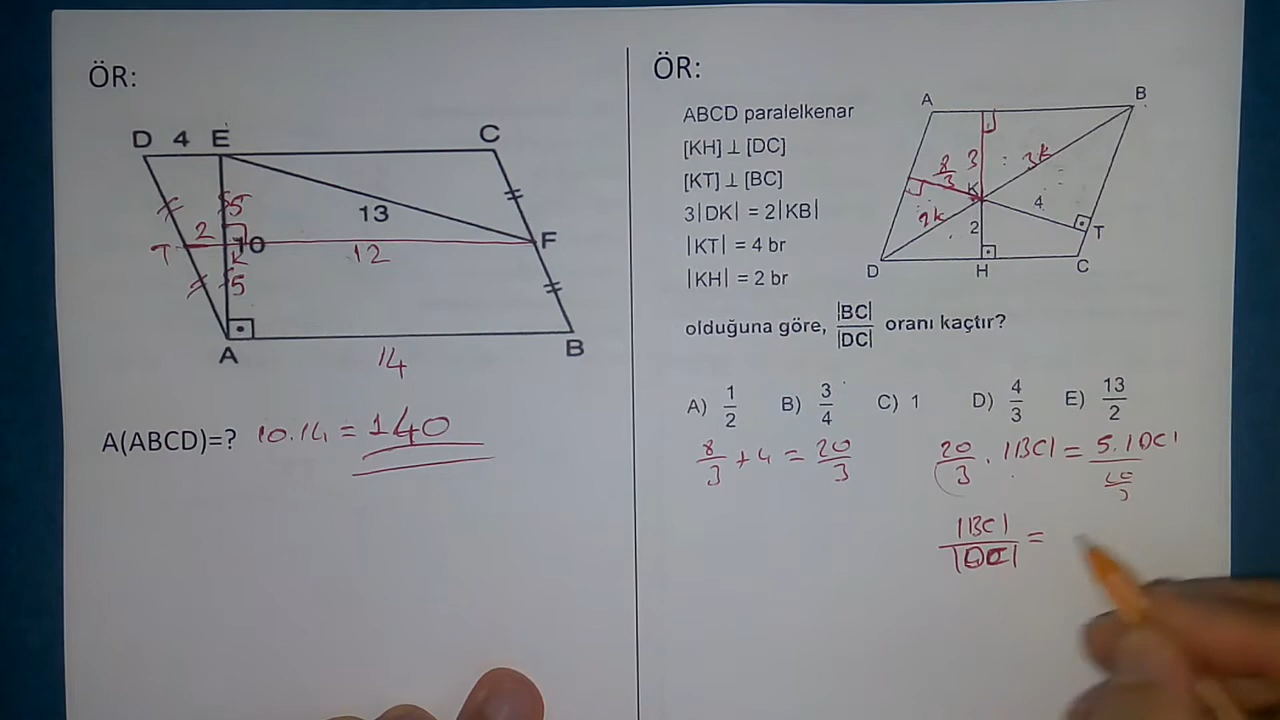 ÖR:
D 4 E
C
5
13
2
T
10
K
12
F
5
A
B
14
A(ABCD)=? 10.14 = 140
ÖR:
ABCD paralelkenar
[KH] ⊥ [DC]
[KT] ⊥ [BC]
3|DK| = 2|KB|
|KT| = 4 br
|KH| = 2 br
olduğuna göre, |BC|/|DC| oranı kaçtır?
A
B
8/3
3
3k
K
4
2k
2
T
D
H
C
A) 1/2 B) 3/4 C) 1 D) 4/3 E) 13/2
8/3 + 4 = 20/3
20/3 . |BC| = 5.|DC|
|BC|/|DC| =